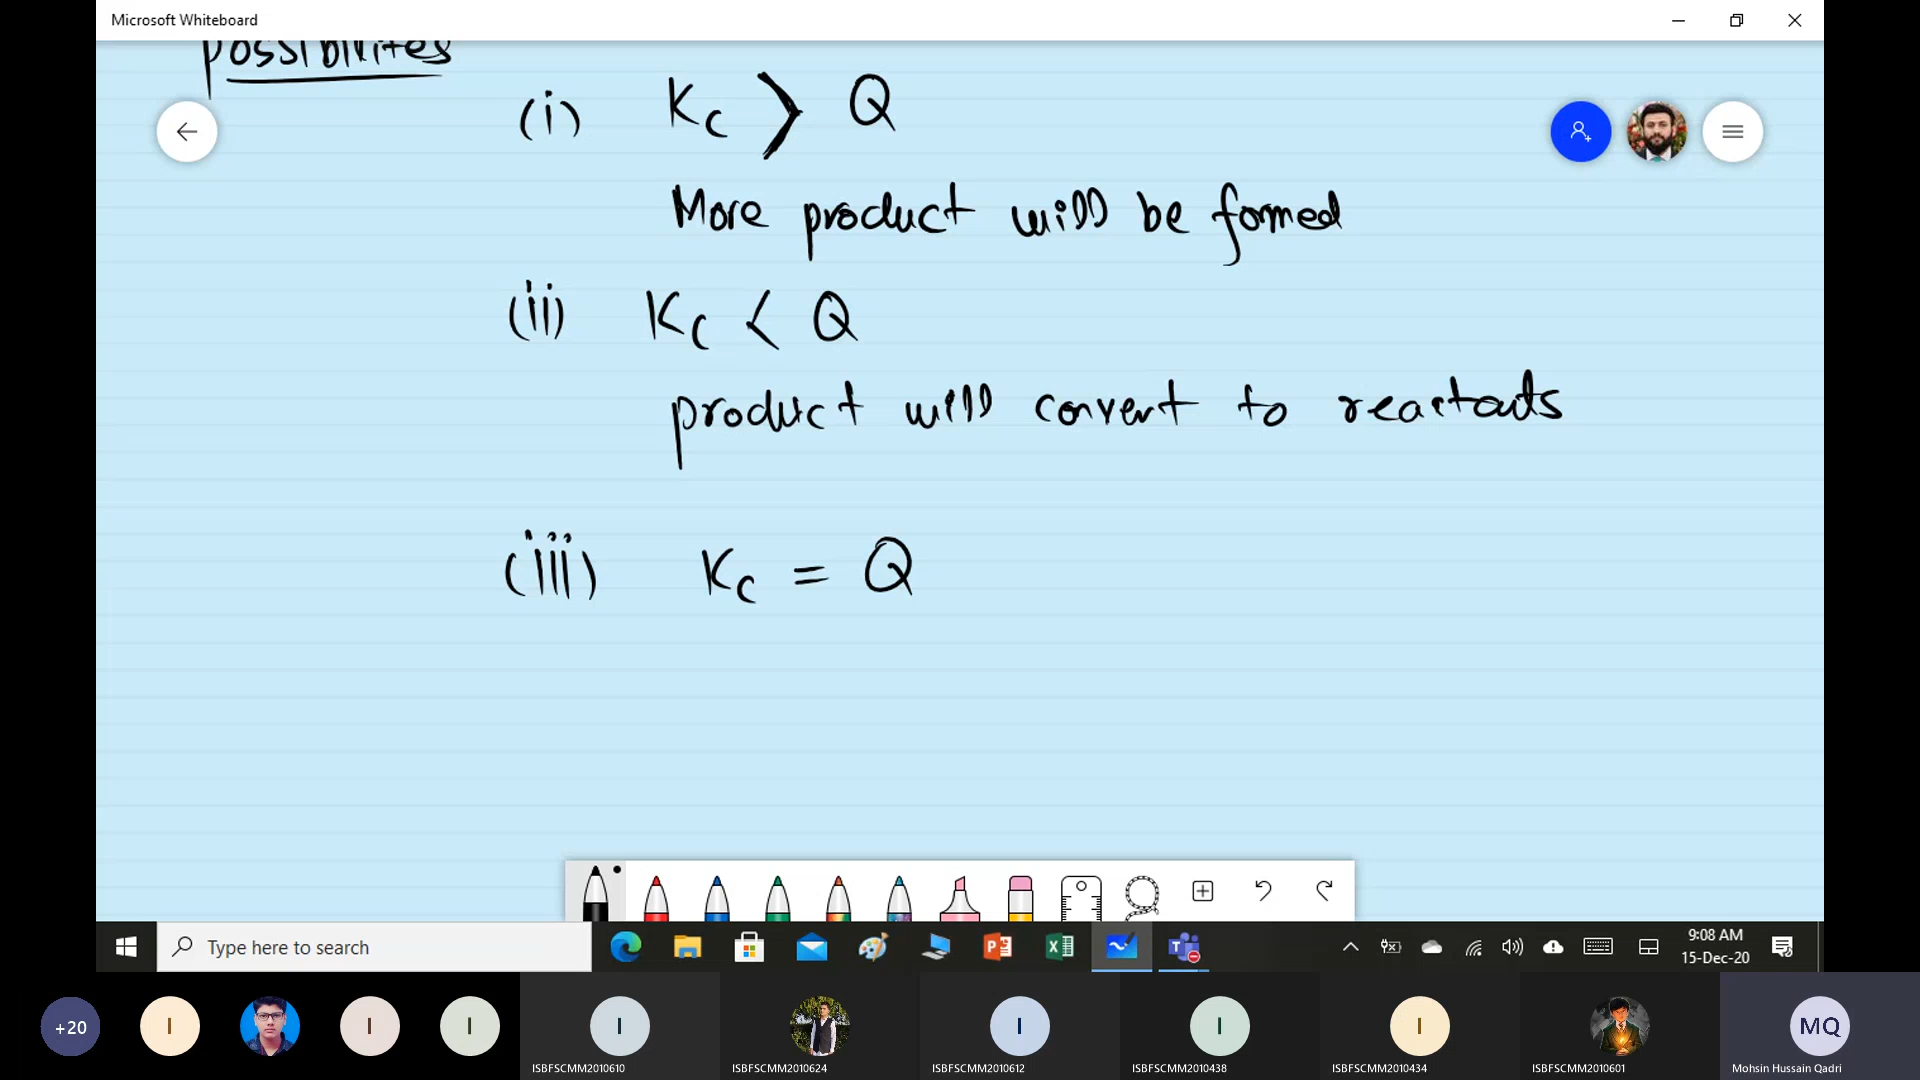 Microsoft Whiteboard
possibilites
(i) Kc > Q
More product will be formed
(ii) Kc < Q
product will convert to reactants
(iii) Kc = Q
Type here to search
9:08 AM
15-Dec-20
+20
I
I
I
I
I
I
I
MQ
ISBFSCMM2010610
ISBFSCMM2010624
ISBFSCMM2010612
ISBFSCMM2010438
ISBFSCMM2010434
ISBFSCMM2010601
Mohsin Hussain Qadri